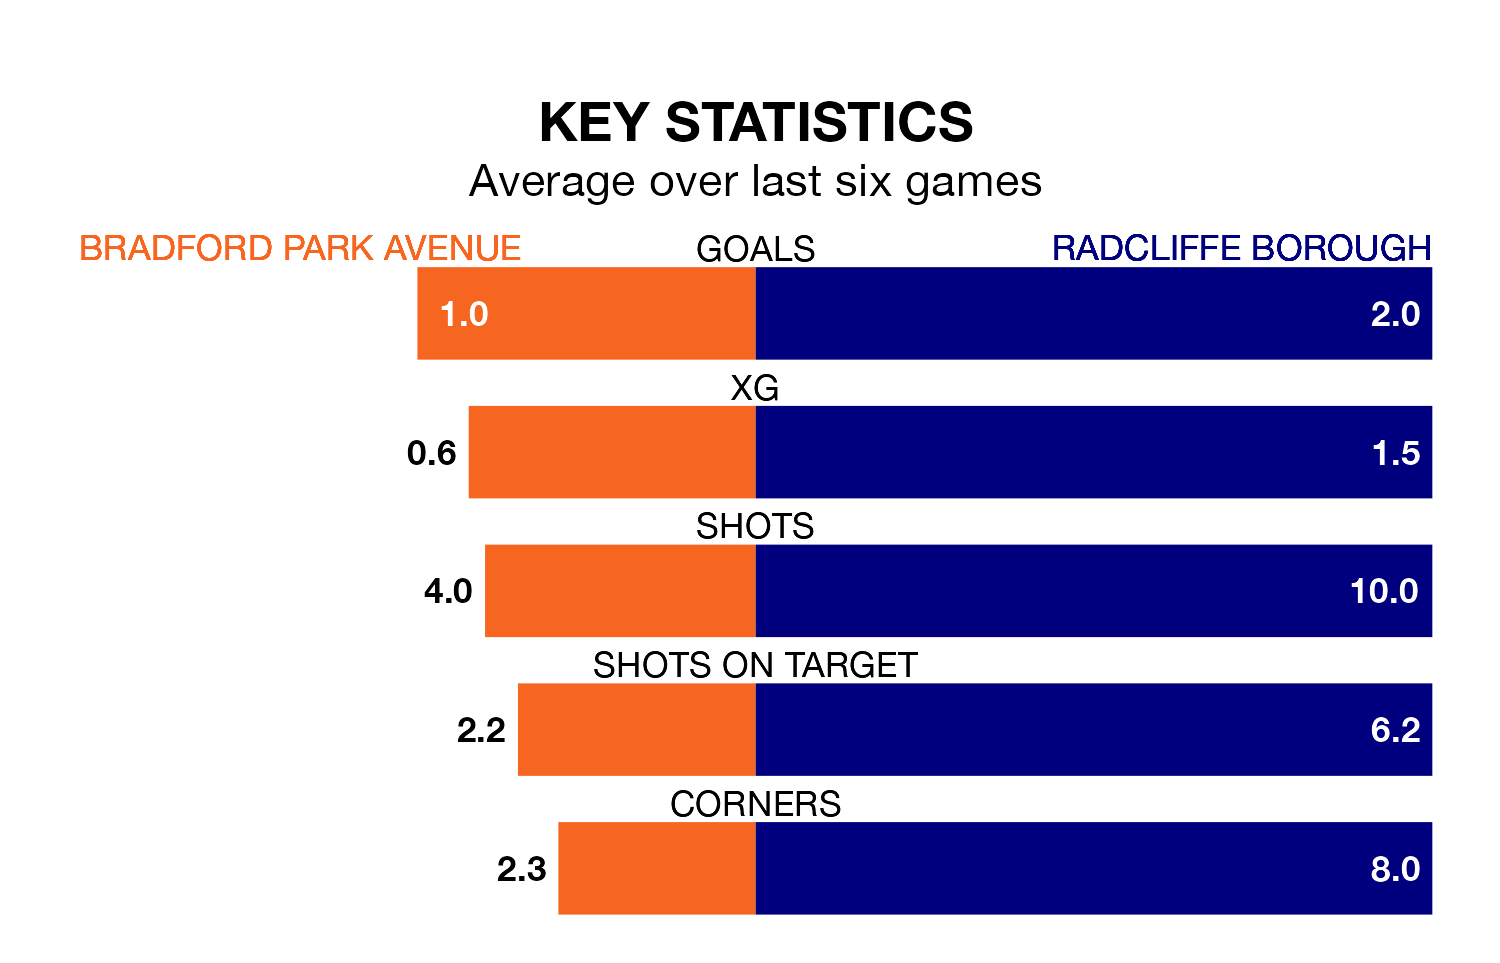 KEY STATISTICS
Average over last six games
BRADFORD PARK AVENUE GOALS RADCLIFFE BOROUGH
1.0 2.0
XG
0.6 1.5
SHOTS
4.0 10.0
SHOTS ON TARGET
2.2 6.2
CORNERS
2.3 8.0